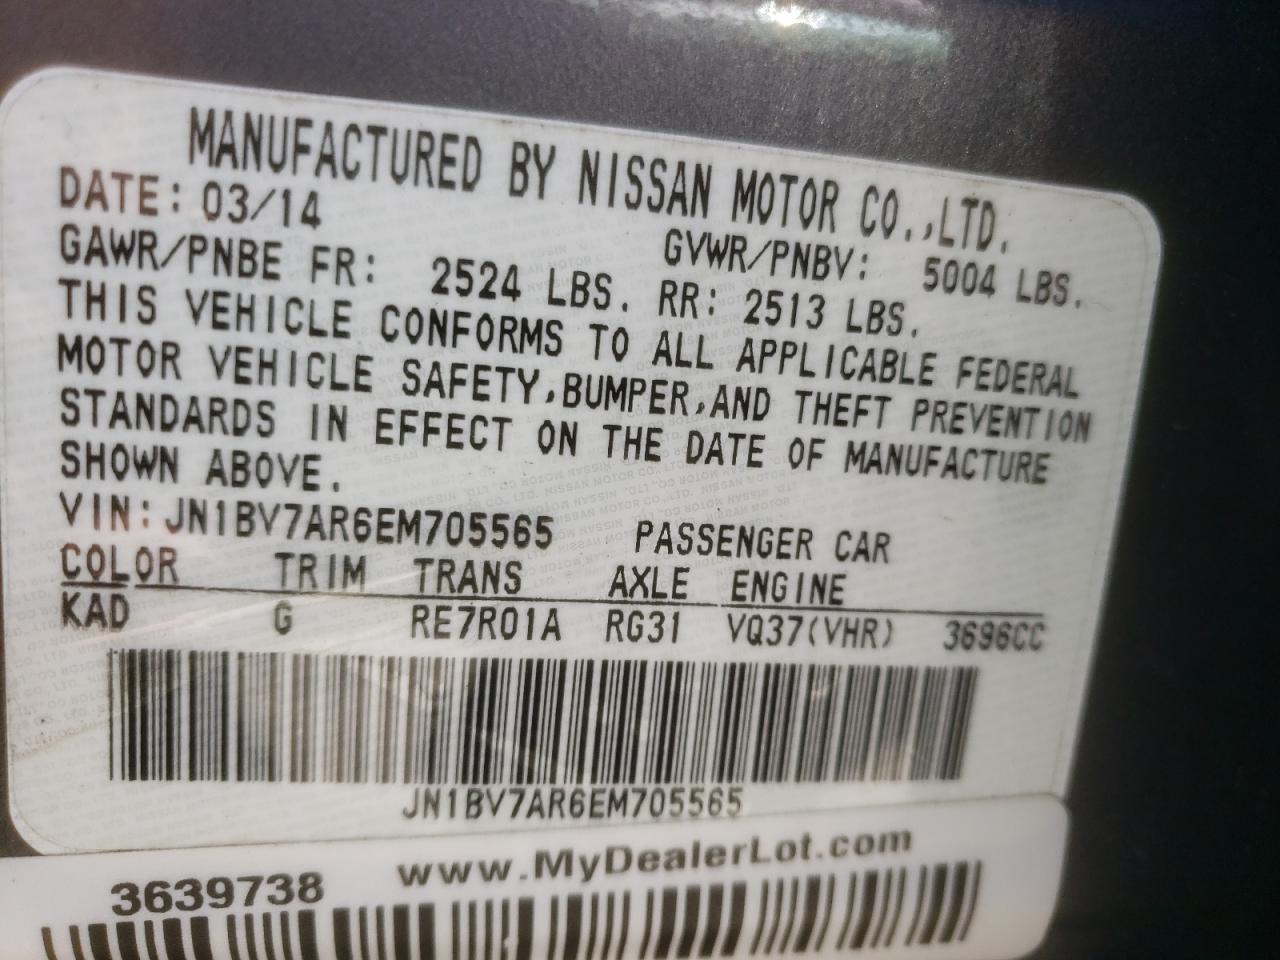 MANUFACTURED BY NISSAN MOTOR CO.,LTD.
DATE: 03/14 GVWR/PNBV: 5004 LBS.
GAWR/PNBE FR: 2524 LBS. RR: 2513 LBS.
THIS VEHICLE CONFORMS TO ALL APPLICABLE FEDERAL
MOTOR VEHICLE SAFETY,BUMPER,AND THEFT PREVENTION
STANDARDS IN EFFECT ON THE DATE OF MANUFACTURE
SHOWN ABOVE.
VIN: JN1BV7AR6EM705565 PASSENGER CAR
COLOR TRIM TRANS AXLE ENGINE
KAD G RE7R01A RG31 VQ37(VHR) 3696CC
JN1BV7AR6EM705565
www.MyDealerLot.com
3639738